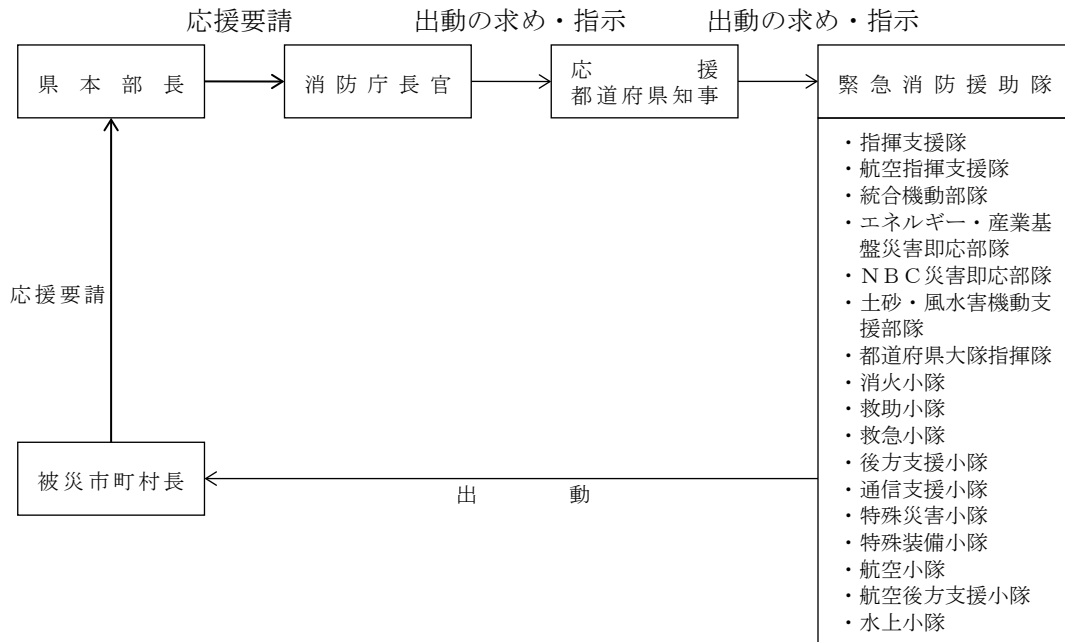 応援要請
出動の求め・指示
出動の求め・指示
県本部長
消防庁長官
応援
都道府県知事
緊急消防援助隊
・指揮支援隊
・航空指揮支援隊
・統合機動部隊
・エネルギー・産業基
盤災害即応部隊
・ＮＢＣ災害即応部隊
・土砂・風水害機動支
援部隊
・都道府県大隊指揮隊
・消火小隊
・救助小隊
・救急小隊
・後方支援小隊
・通信支援小隊
・特殊災害小隊
・特殊装備小隊
・航空小隊
・航空後方支援小隊
・水上小隊
応援要請
被災市町村長
出動